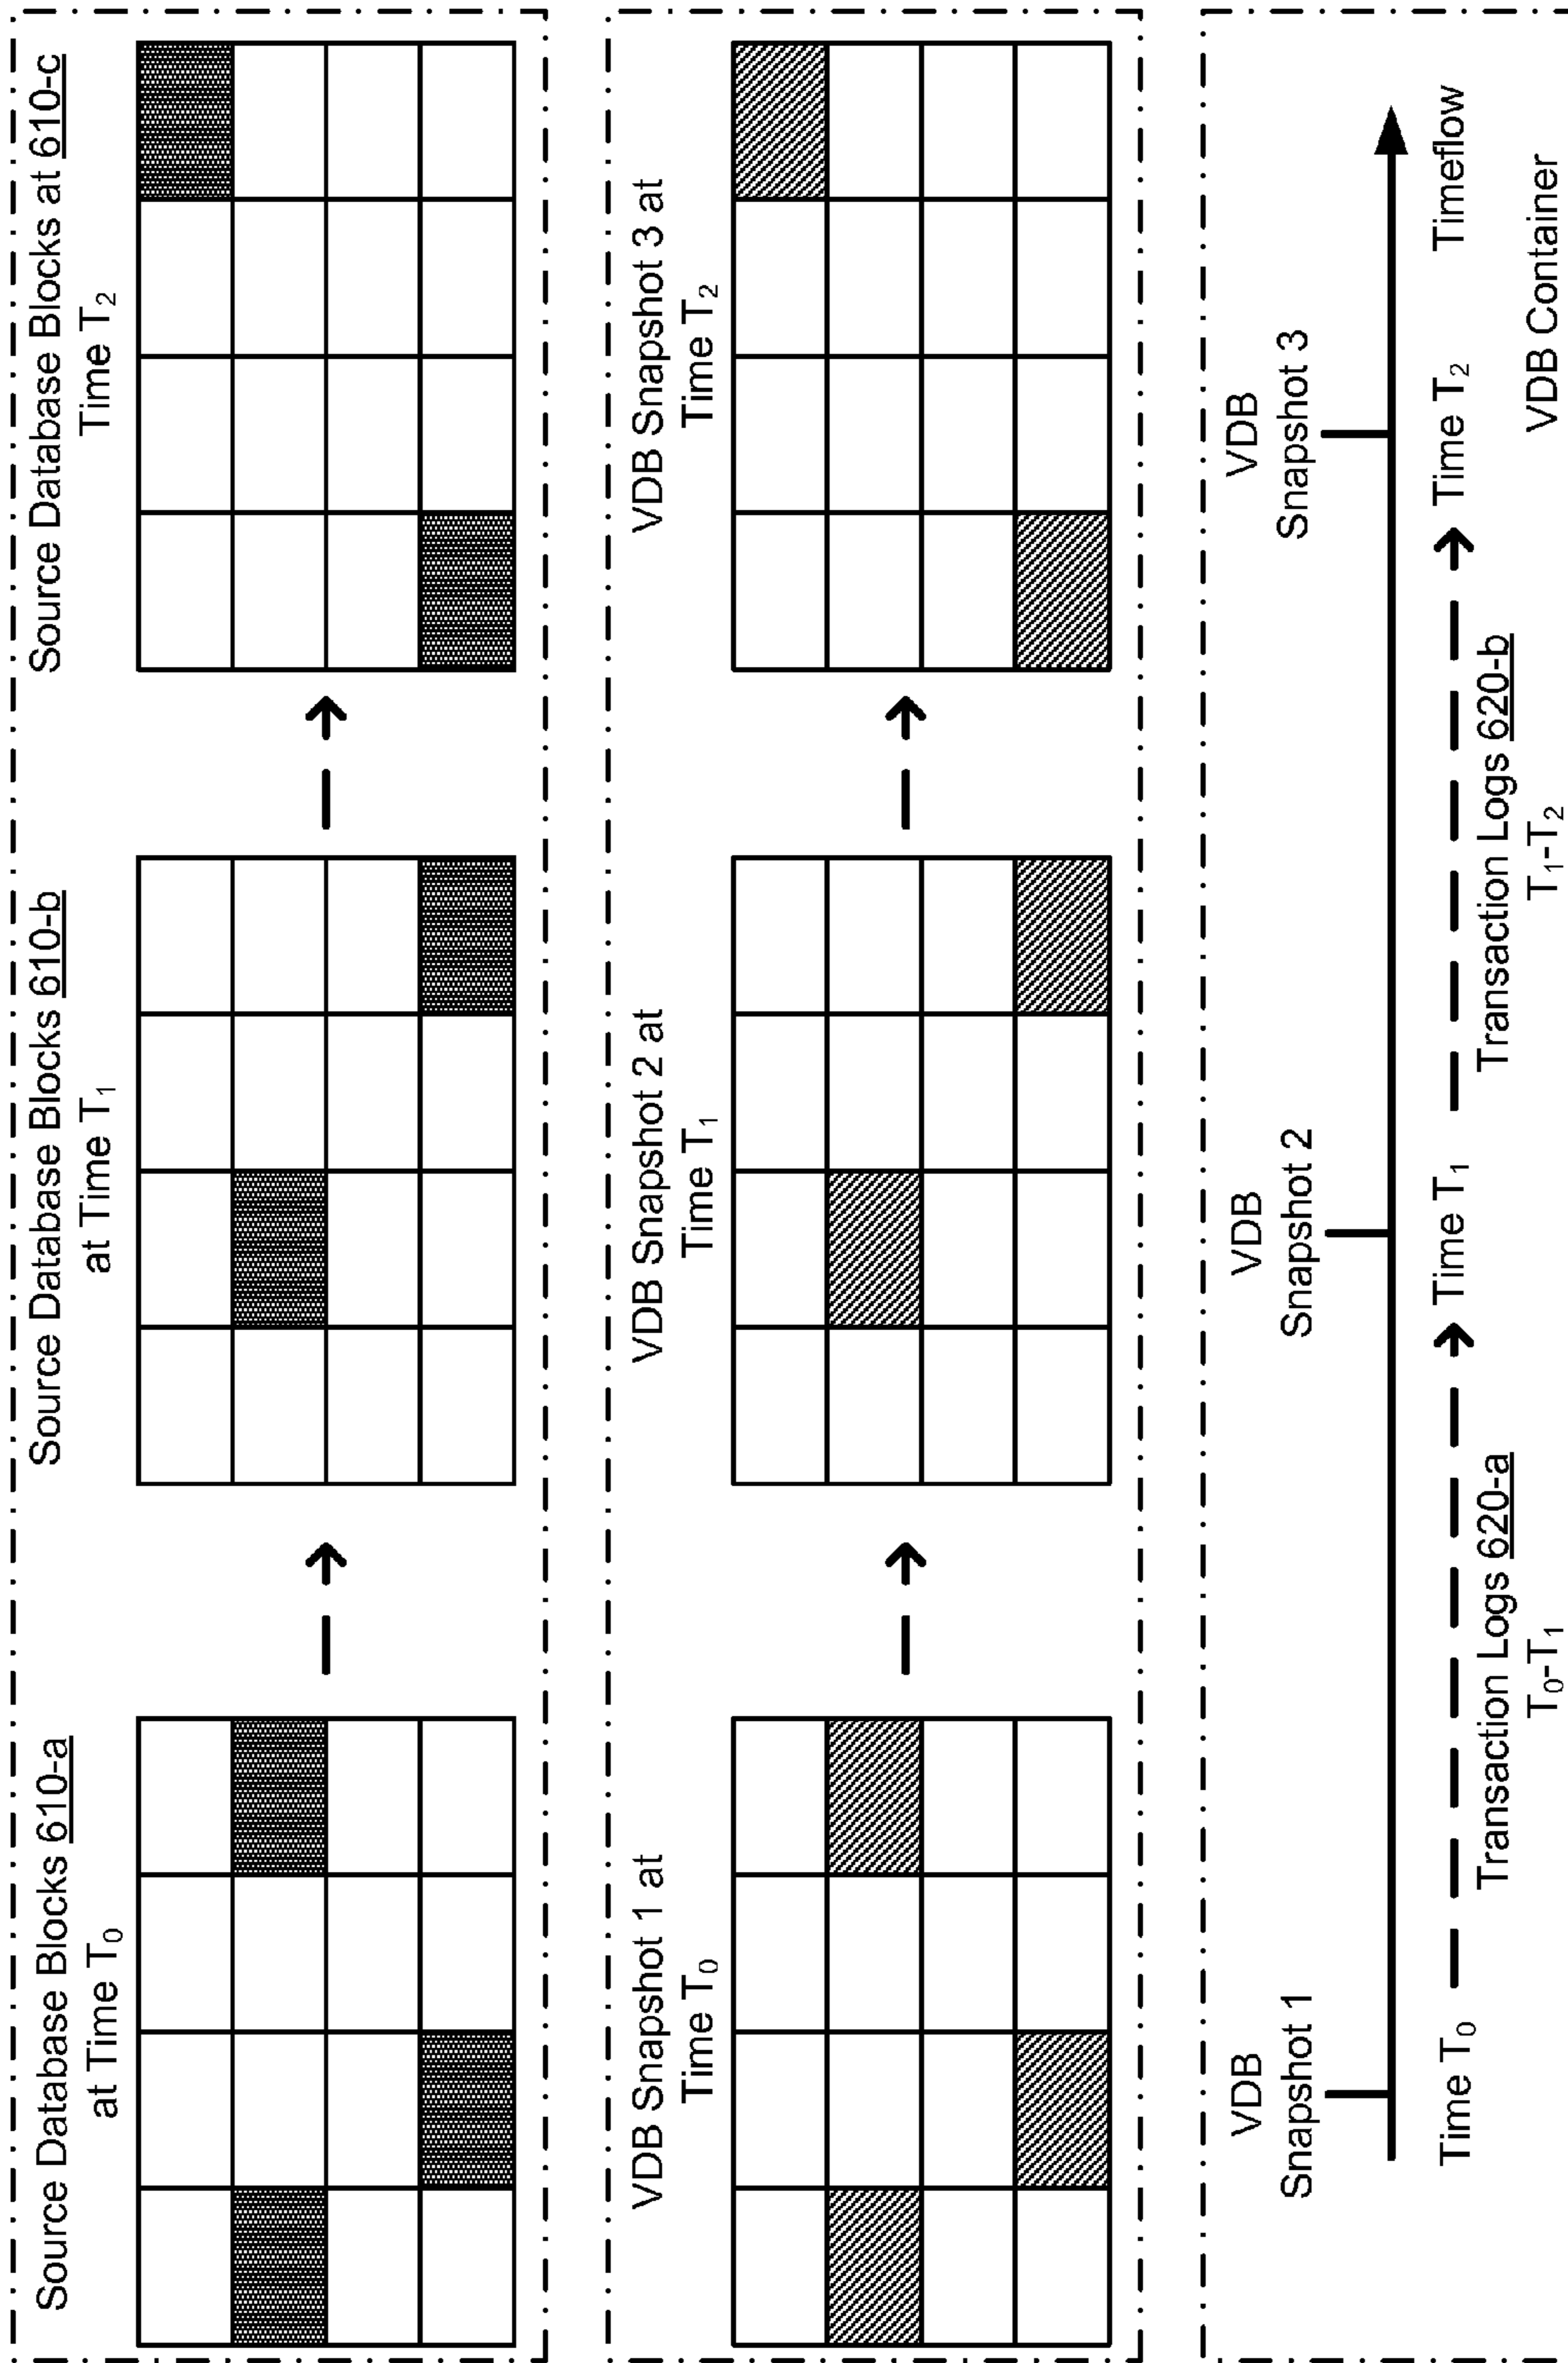 Source Database Blocks 610-a
at Time T0
Source Database Blocks 610-b
at Time T1
Source Database Blocks at 610-c
Time T2
VDB Snapshot 1 at
Time T0
VDB Snapshot 2 at
Time T1
VDB Snapshot 3 at
Time T2
VDB
Snapshot 1
VDB
Snapshot 2
VDB
Snapshot 3
Time T0
Time T1
Time T2
Timeflow
Transaction Logs 620-a
T0-T1
Transaction Logs 620-b
T1-T2
VDB Container